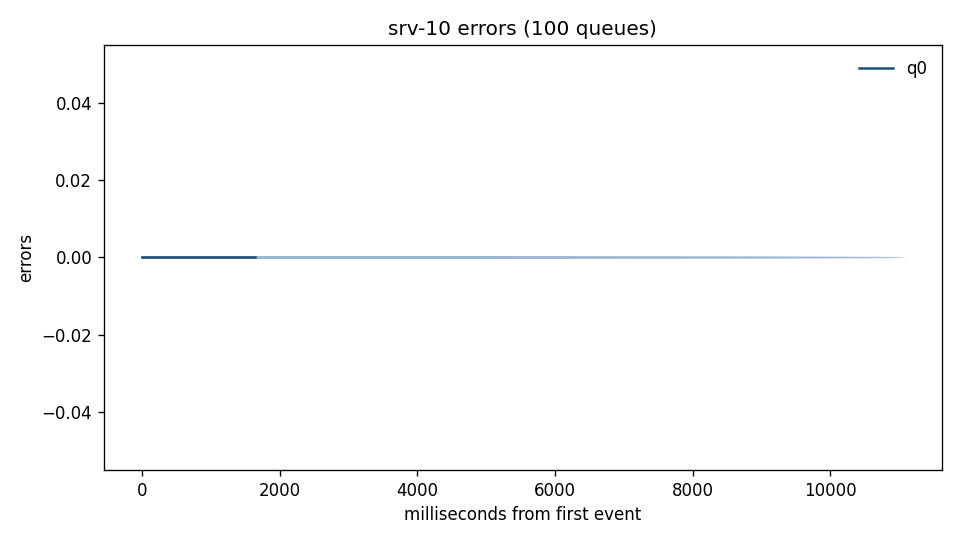 srv-10 errors (100 queues)
q0
0.04
0.02
0.00
−0.02
−0.04
errors
0 2000 4000 6000 8000 10000
milliseconds from first event